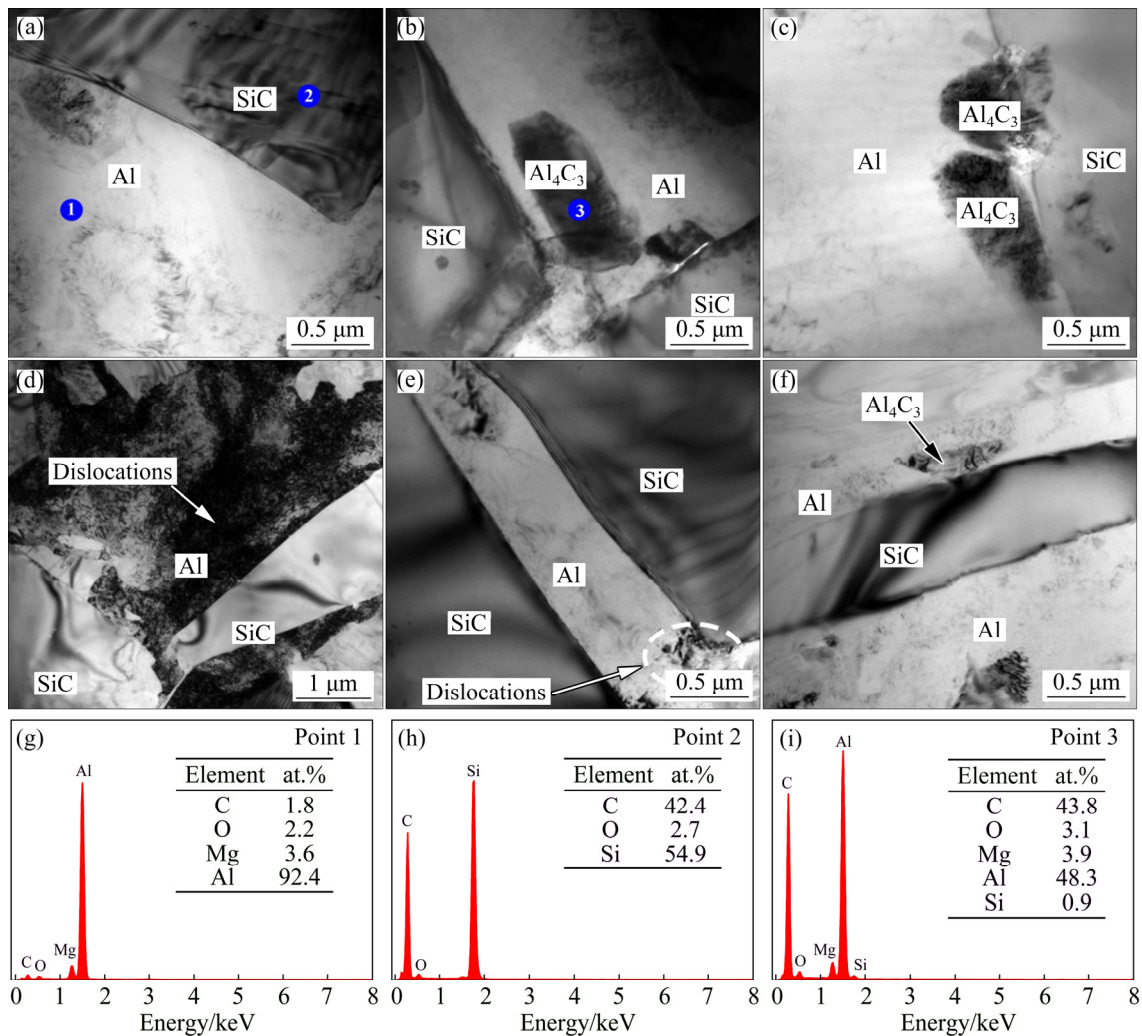 (a)
SiC
2
Al
1
0.5 μm
(b)
Al₄C₃
3
Al
SiC
SiC
0.5 μm
(c)
Al₄C₃
Al
SiC
Al₄C₃
0.5 μm
(d)
Dislocations
Al
SiC
SiC
1 μm
(e)
SiC
Al
SiC
Dislocations
0.5 μm
(f)
Al₄C₃
Al
SiC
Al
0.5 μm
(g) Point 1
Al
Element at.%
C 1.8
O 2.2
Mg 3.6
Al 92.4
C O Mg
0 1 2 3 4 5 6 7 8
Energy/keV
(h) Point 2
Si
Element at.%
C 42.4
O 2.7
Si 54.9
C
O
0 1 2 3 4 5 6 7 8
Energy/keV
(i) Point 3
Al
Element at.%
C 43.8
O 3.1
Mg 3.9
Al 48.3
Si 0.9
C
O Mg Si
0 1 2 3 4 5 6 7 8
Energy/keV